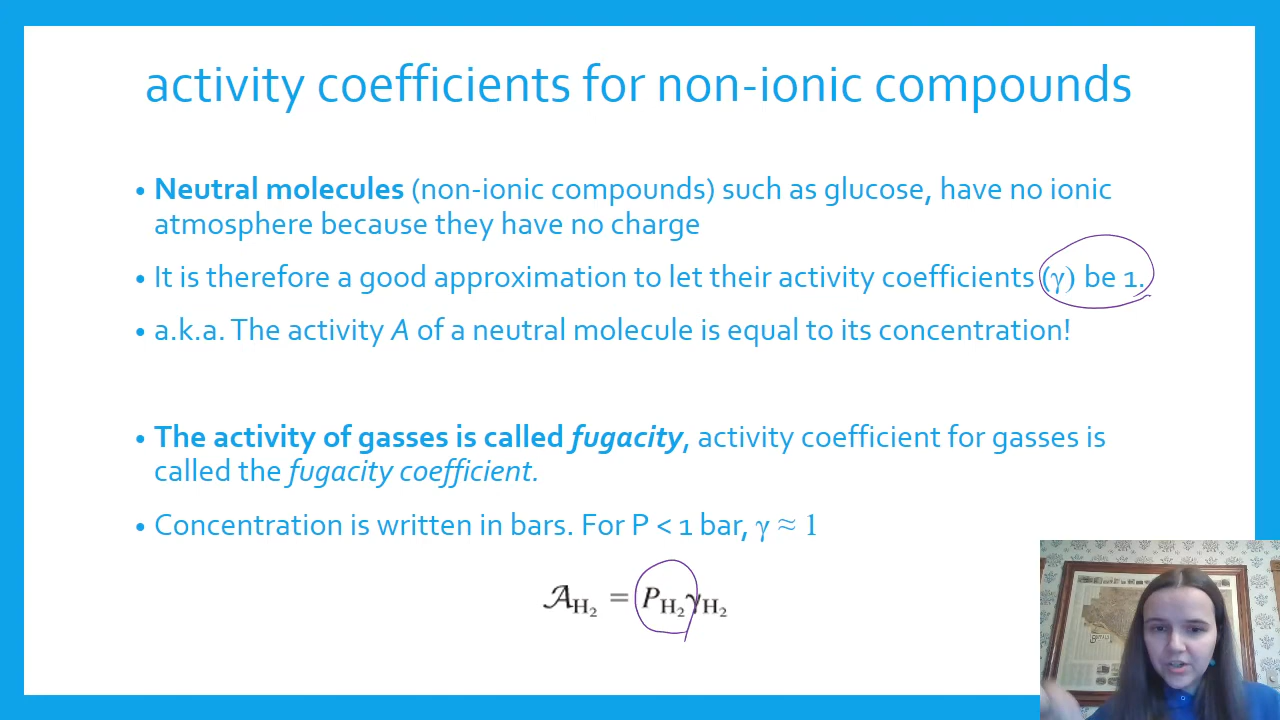 activity coefficients for non-ionic compounds
• Neutral molecules (non-ionic compounds) such as glucose, have no ionic
atmosphere because they have no charge
• It is therefore a good approximation to let their activity coefficients (γ) be 1.
• a.k.a. The activity A of a neutral molecule is equal to its concentration!
• The activity of gasses is called fugacity, activity coefficient for gasses is
called the fugacity coefficient.
• Concentration is written in bars. For P < 1 bar, γ ≈ 1
𝒜H₂ = PH₂γH₂